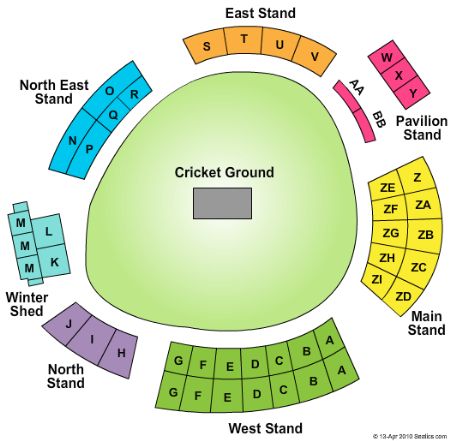 East Stand
S
T
U
V
W
X
Y
AA
BB
Pavilion
Stand
North East
Stand
O
R
Q
N
P
Cricket Ground
ZE
Z
ZF
ZA
ZG
ZB
ZH
ZC
ZI
ZD
Main
Stand
M
M
M
L
K
Winter
Shed
J
I
H
North
Stand
G
F
E
D
C
B
A
G
F
E
D
C
B
A
West Stand
© 13-Apr 2010 Seatics.com